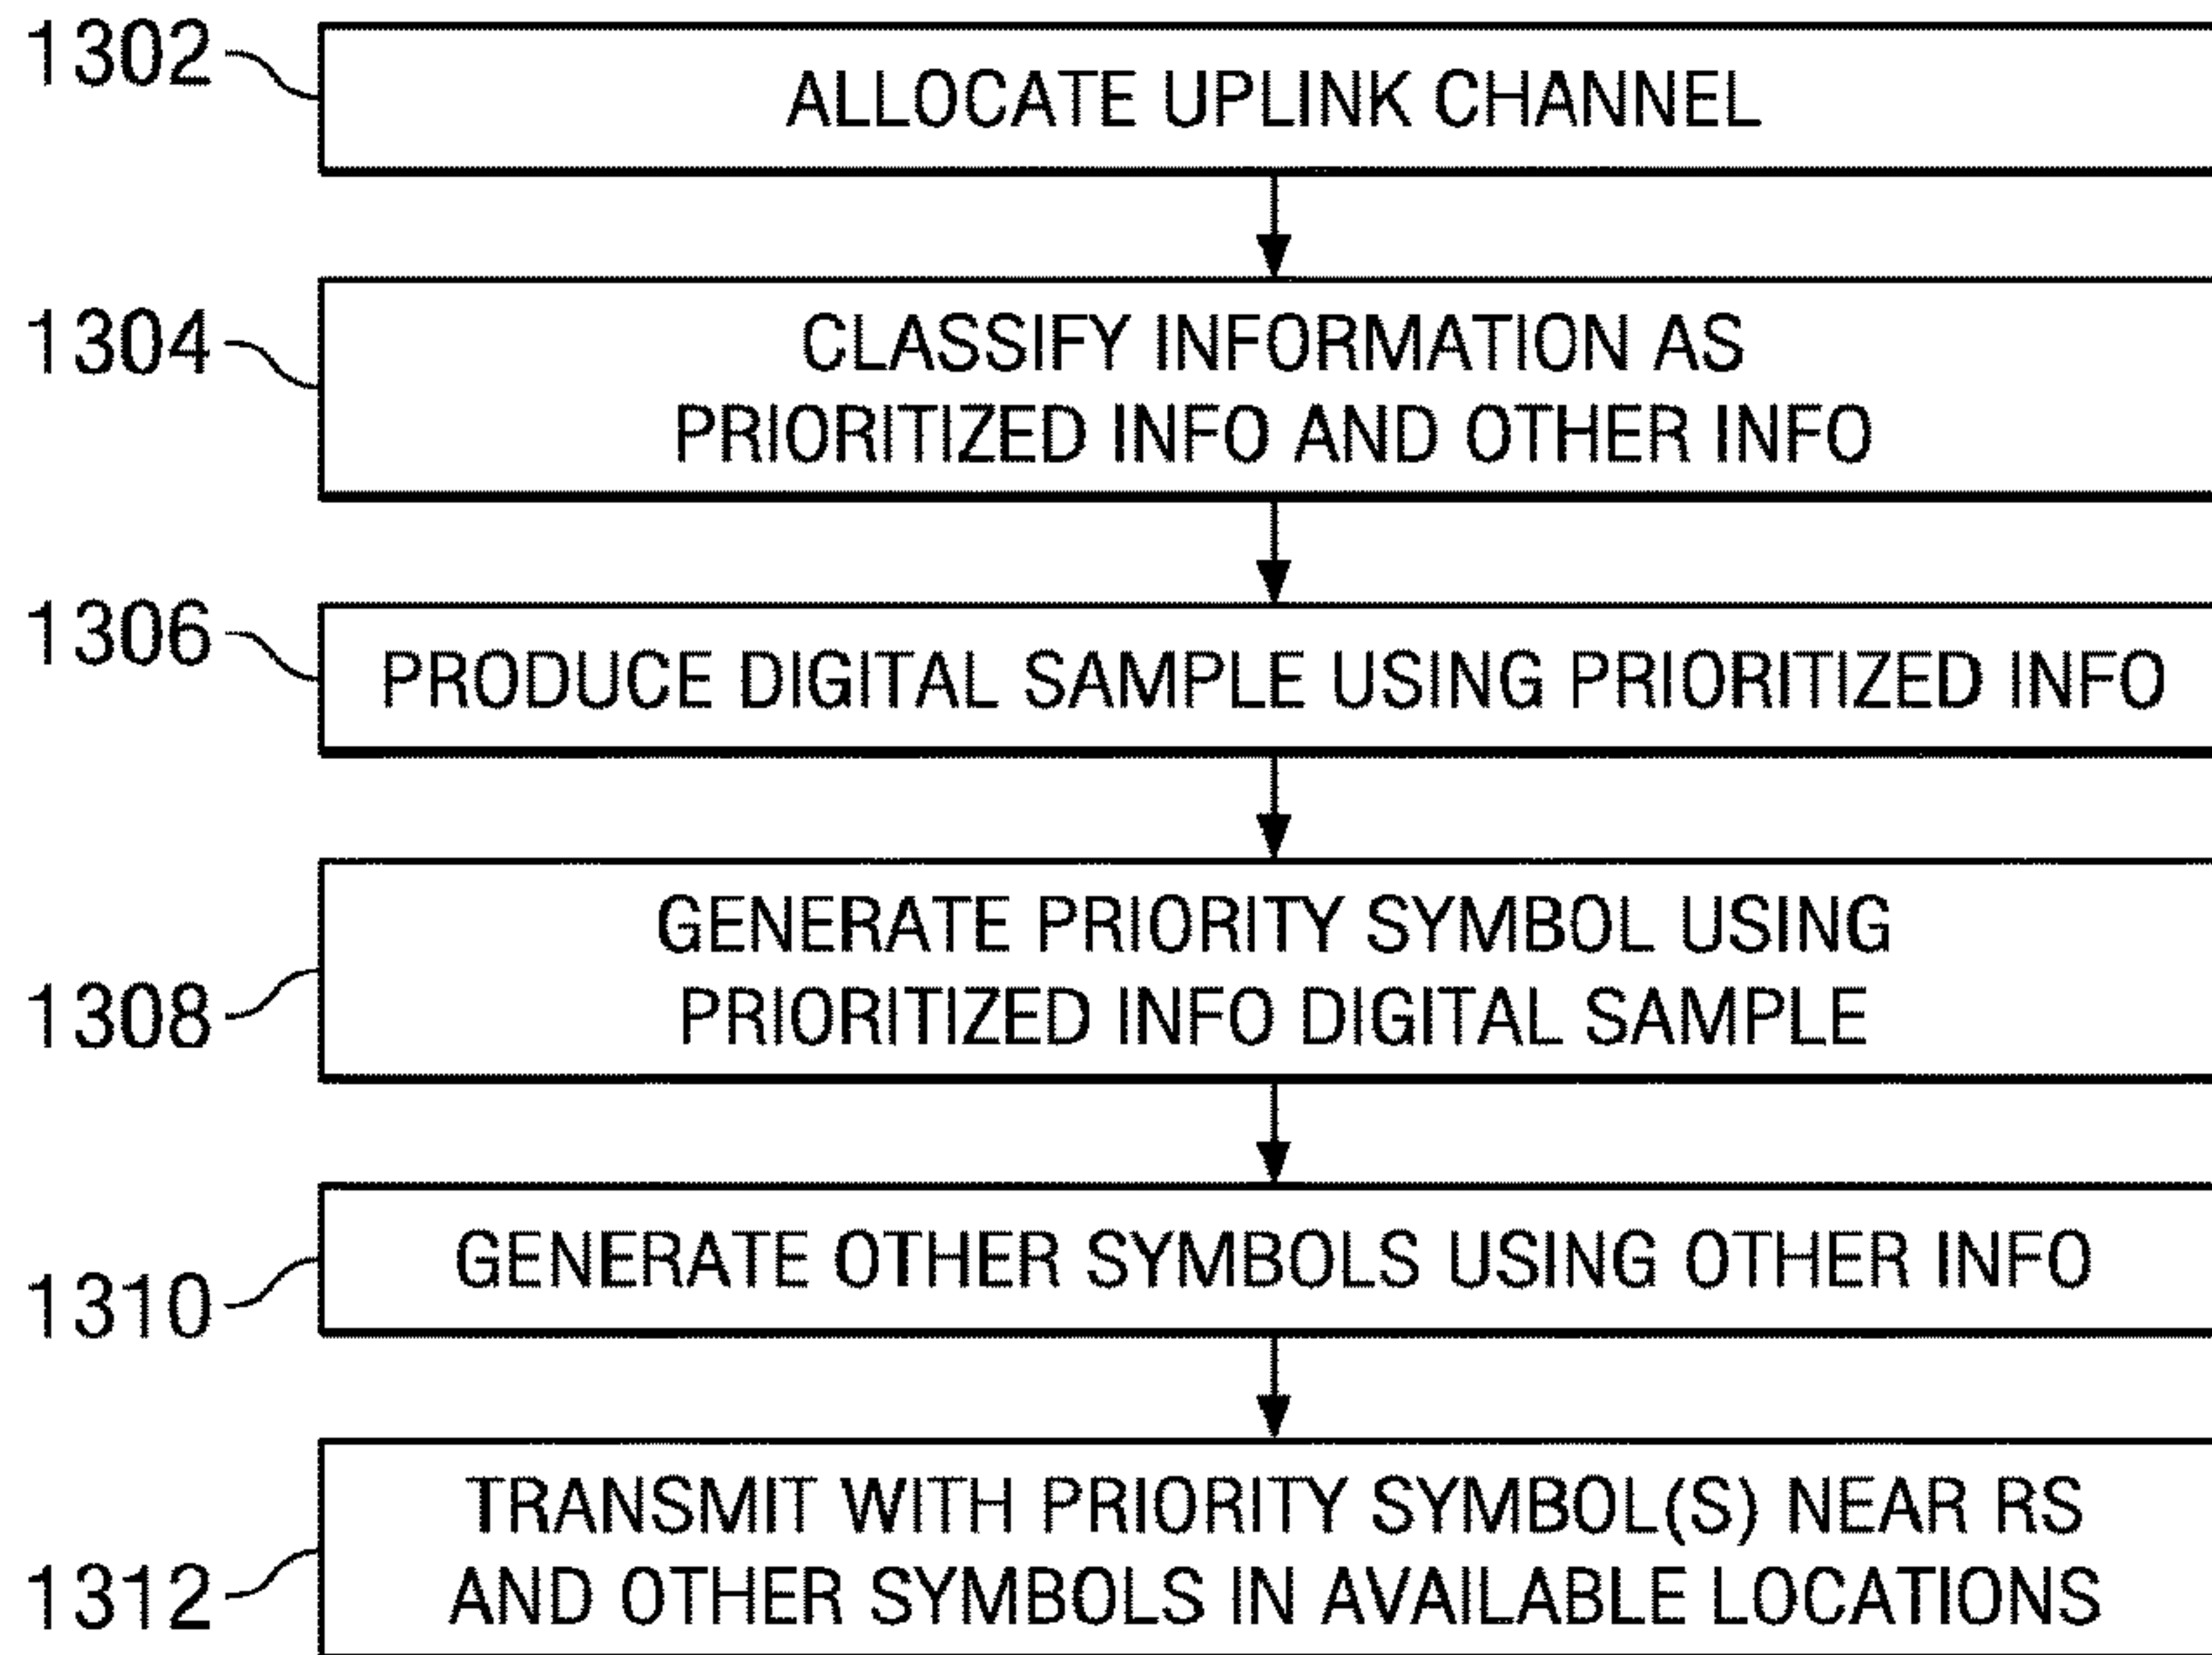 1302
ALLOCATE UPLINK CHANNEL
1304
CLASSIFY INFORMATION AS
PRIORITIZED INFO AND OTHER INFO
1306
PRODUCE DIGITAL SAMPLE USING PRIORITIZED INFO
1308
GENERATE PRIORITY SYMBOL USING
PRIORITIZED INFO DIGITAL SAMPLE
1310
GENERATE OTHER SYMBOLS USING OTHER INFO
1312
TRANSMIT WITH PRIORITY SYMBOL(S) NEAR RS
AND OTHER SYMBOLS IN AVAILABLE LOCATIONS